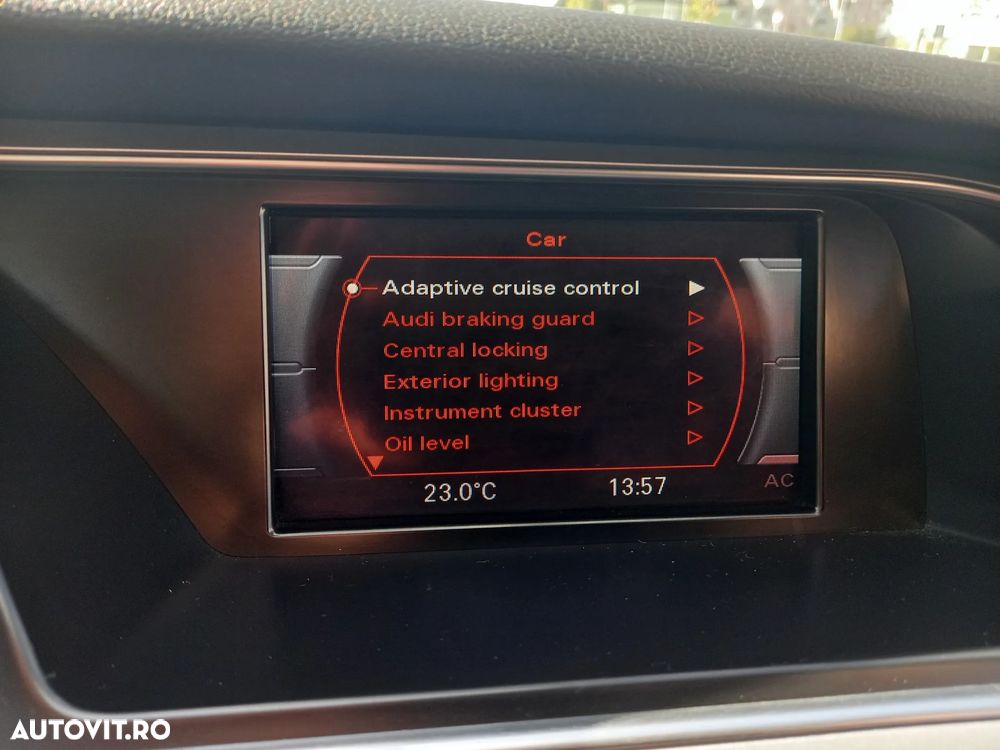 Car
Adaptive cruise control
Audi braking guard
Central locking
Exterior lighting
Instrument cluster
Oil level
23.0°C 13:57 AC
AUTOVIT.RO